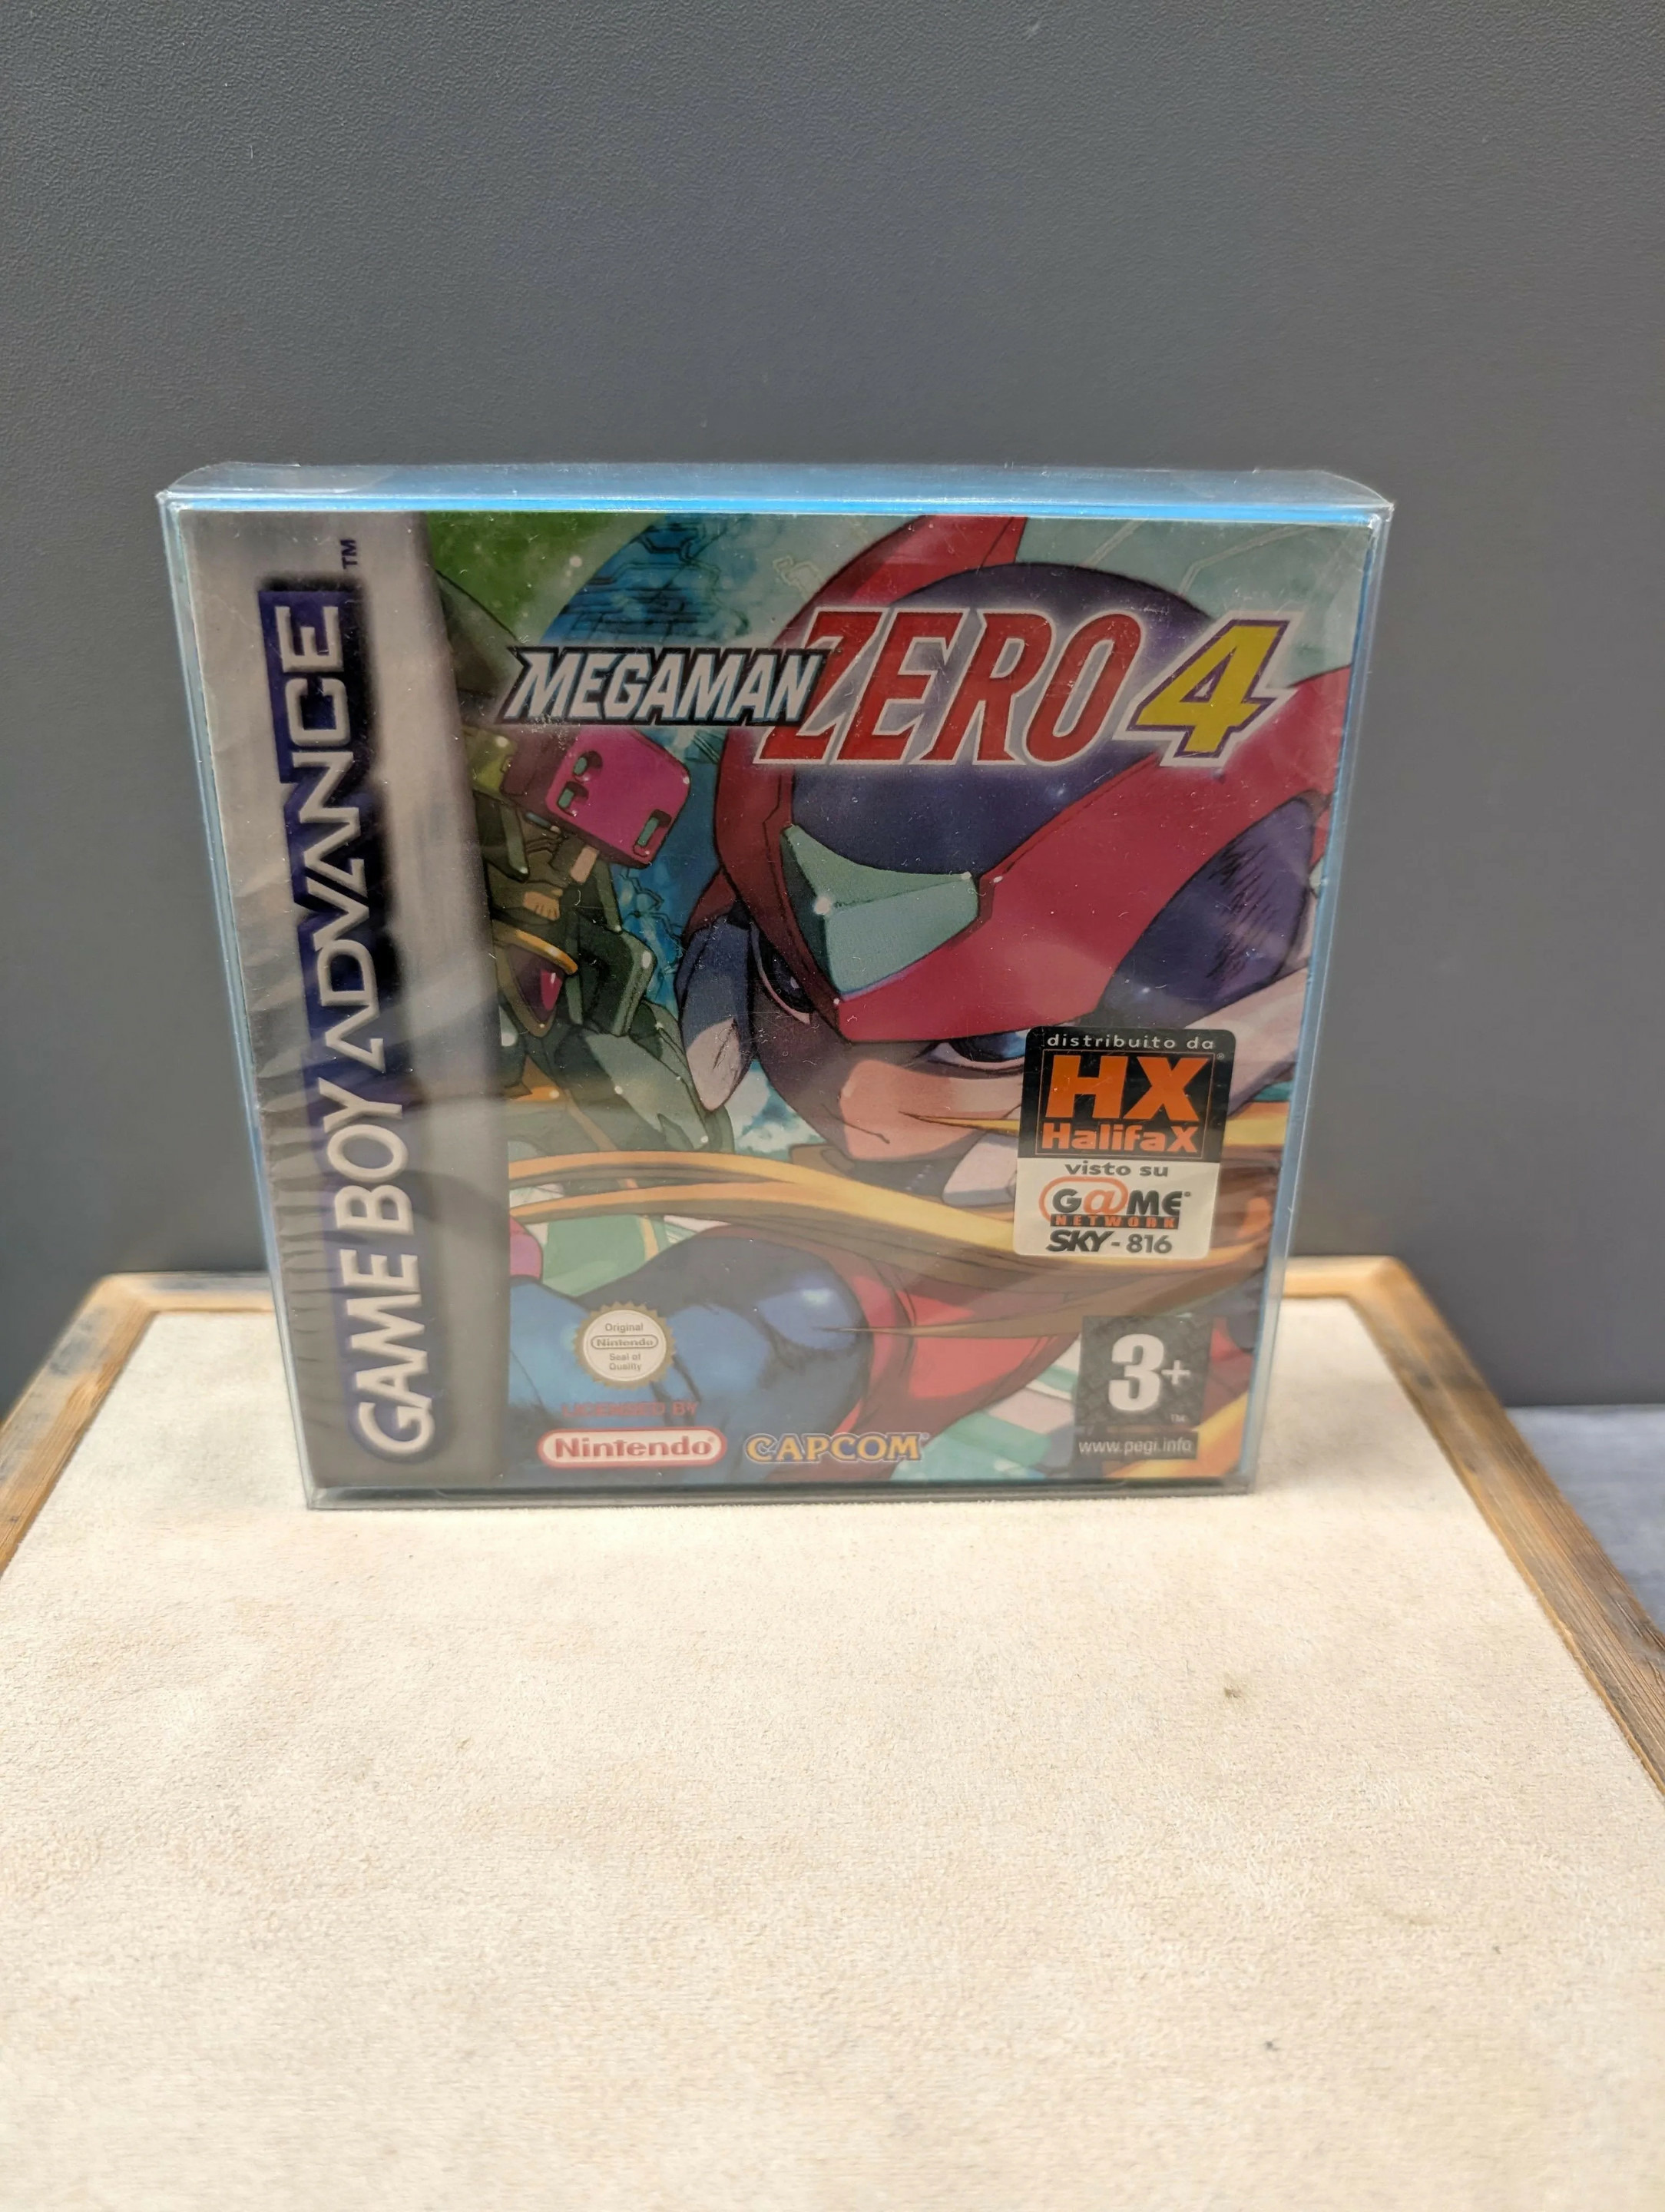 GAME BOY ADVANCE™
MEGAMAN ZERO 4
distribuito da
HX®
HalifaX
visto su
G@ME®
NETWORK
SKY - 816
Original
Nintendo
Seal of
Quality
LICENSED BY
Nintendo®
CAPCOM®
3+
TM
www.pegi.info